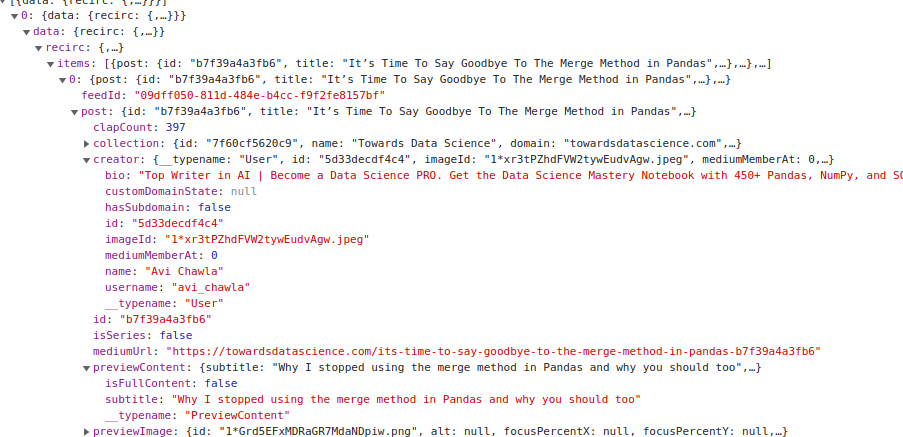 [{data: {recirc: {,…}}}]
0: {data: {recirc: {,…}}}
data: {recirc: {,…}}
recirc: {,…}
items: [{post: {id: "b7f39a4a3fb6", title: "It’s Time To Say Goodbye To The Merge Method in Pandas",…},…},…]
0: {post: {id: "b7f39a4a3fb6", title: "It’s Time To Say Goodbye To The Merge Method in Pandas",…},…}
feedId: "09dff050-811d-484e-b4cc-f9f2fe8157bf"
post: {id: "b7f39a4a3fb6", title: "It’s Time To Say Goodbye To The Merge Method in Pandas",…}
clapCount: 397
collection: {id: "7f60cf5620c9", name: "Towards Data Science", domain: "towardsdatascience.com",…}
creator: {__typename: "User", id: "5d33decdf4c4", imageId: "1*xr3tPZhdFVW2tywEudvAgw.jpeg", mediumMemberAt: 0,…}
bio: "Top Writer in AI | Become a Data Science PRO. Get the Data Science Mastery Notebook with 450+ Pandas, NumPy, and SQ
customDomainState: null
hasSubdomain: false
id: "5d33decdf4c4"
imageId: "1*xr3tPZhdFVW2tywEudvAgw.jpeg"
mediumMemberAt: 0
name: "Avi Chawla"
username: "avi_chawla"
__typename: "User"
id: "b7f39a4a3fb6"
isSeries: false
mediumUrl: "https://towardsdatascience.com/its-time-to-say-goodbye-to-the-merge-method-in-pandas-b7f39a4a3fb6"
previewContent: {subtitle: "Why I stopped using the merge method in Pandas and why you should too",…}
isFullContent: false
subtitle: "Why I stopped using the merge method in Pandas and why you should too"
__typename: "PreviewContent"
previewImage: {id: "1*Grd5EFxMDRaGR7MdaNDpiw.png", alt: null, focusPercentX: null, focusPercentY: null,…}